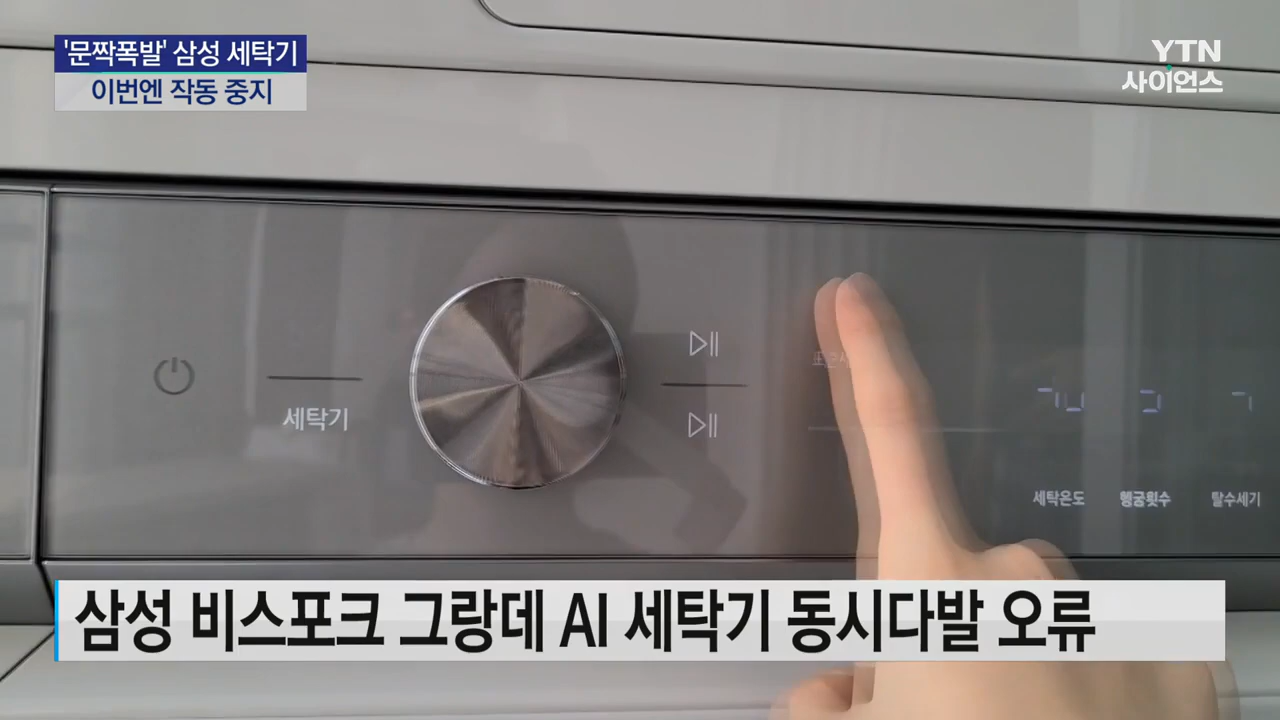 '문짝폭발' 삼성 세탁기
이번엔 작동 중지
YTN
사이언스
세탁기
세탁온도
헹굼횟수
탈수세기
삼성 비스포크 그랑데 AI 세탁기 동시다발 오류